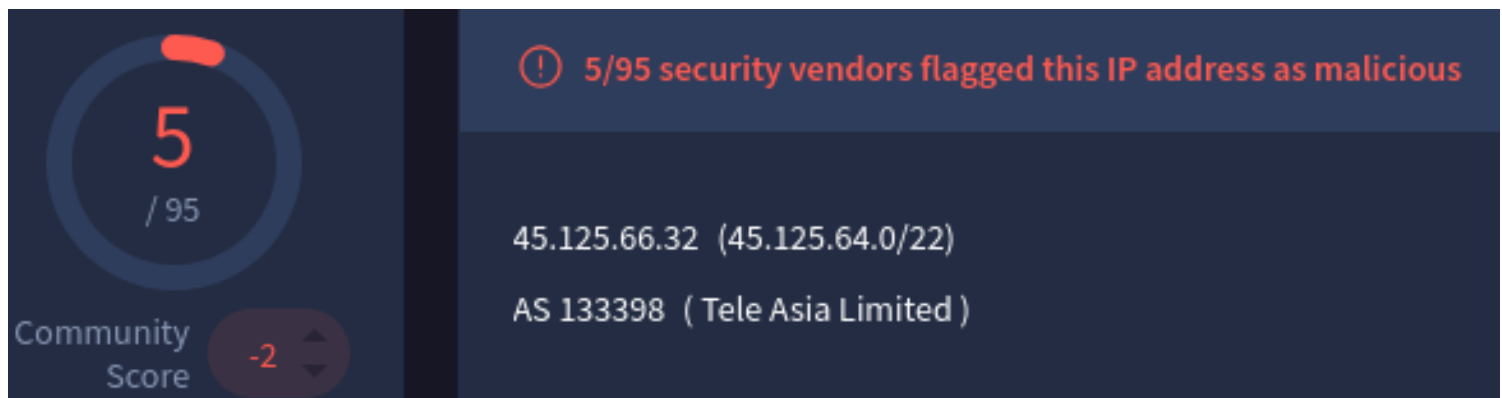 5
/ 95
Community
Score
-2
5/95 security vendors flagged this IP address as malicious
45.125.66.32 (45.125.64.0/22)
AS 133398 ( Tele Asia Limited )